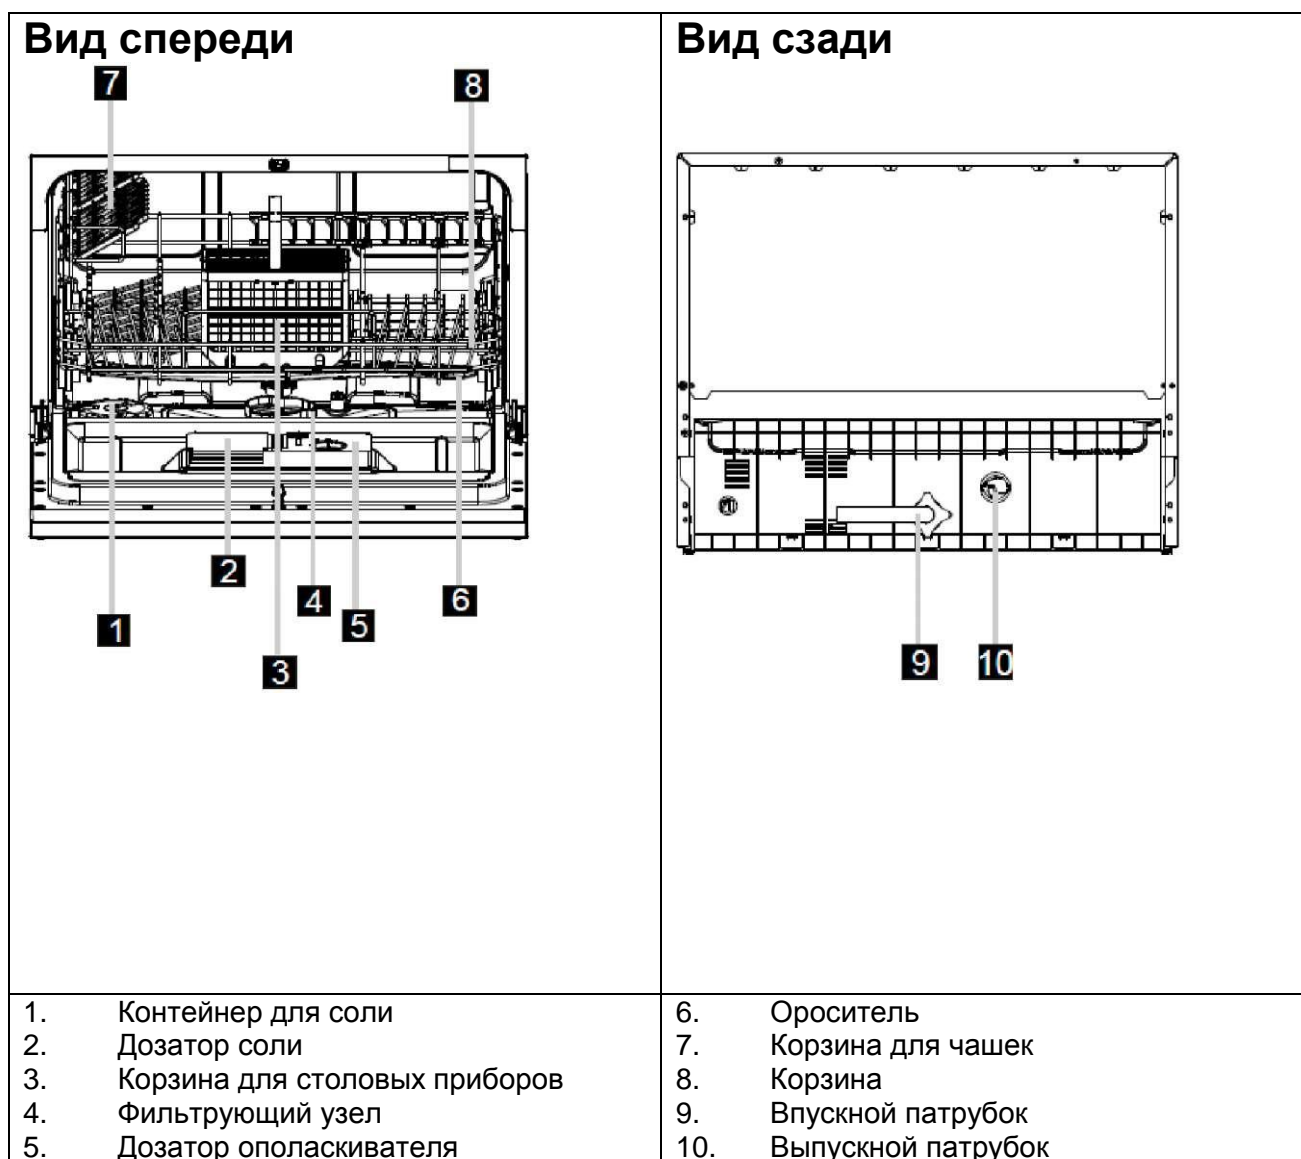 Вид спереди
7
8
2
4
6
1
5
3
Вид сзади
9
10
1. Контейнер для соли
2. Дозатор соли
3. Корзина для столовых приборов
4. Фильтрующий узел
5. Дозатор ополаскивателя
6. Ороситель
7. Корзина для чашек
8. Корзина
9. Впускной патрубок
10. Выпускной патрубок